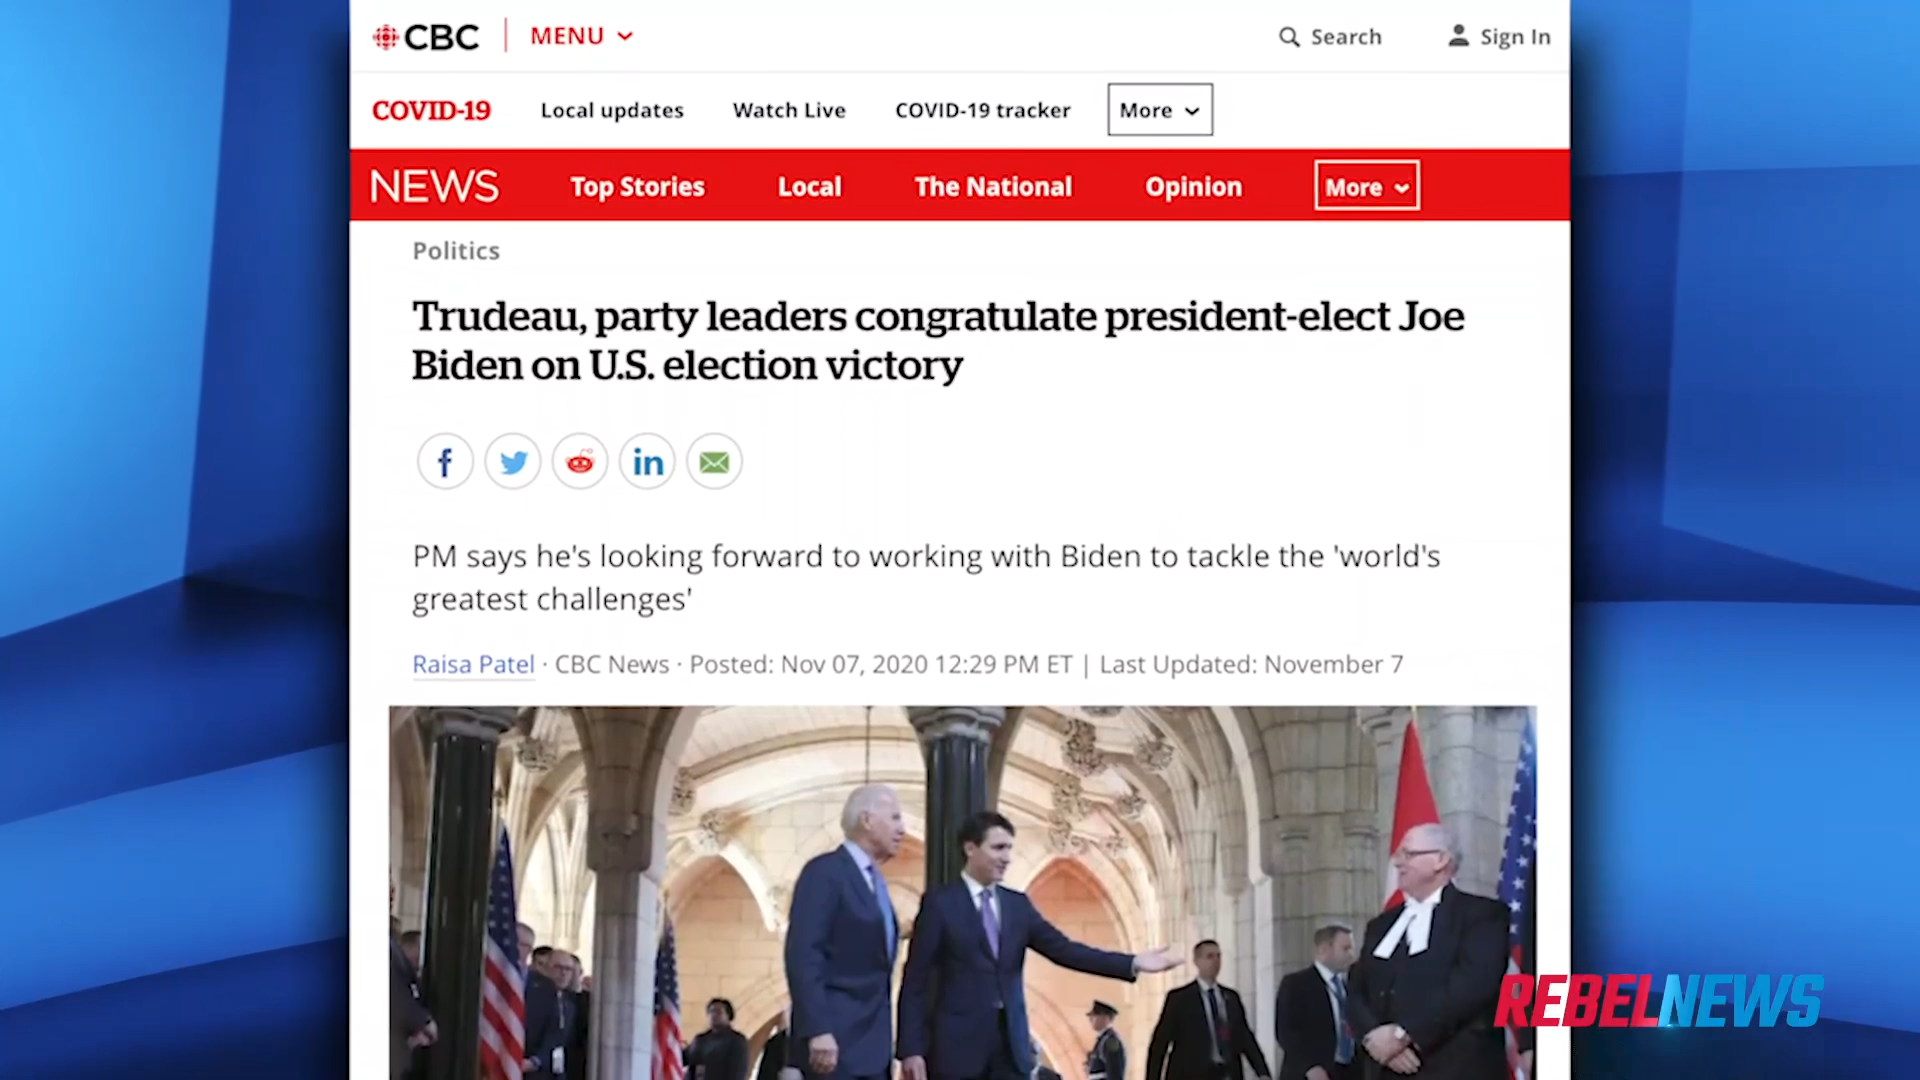 CBC MENU Search Sign In
COVID-19 Local updates Watch Live COVID-19 tracker More
NEWS Top Stories Local The National Opinion More
Politics
Trudeau, party leaders congratulate president-elect Joe
Biden on U.S. election victory
PM says he's looking forward to working with Biden to tackle the 'world's
greatest challenges'
Raisa Patel · CBC News · Posted: Nov 07, 2020 12:29 PM ET | Last Updated: November 7
REBELNEWS